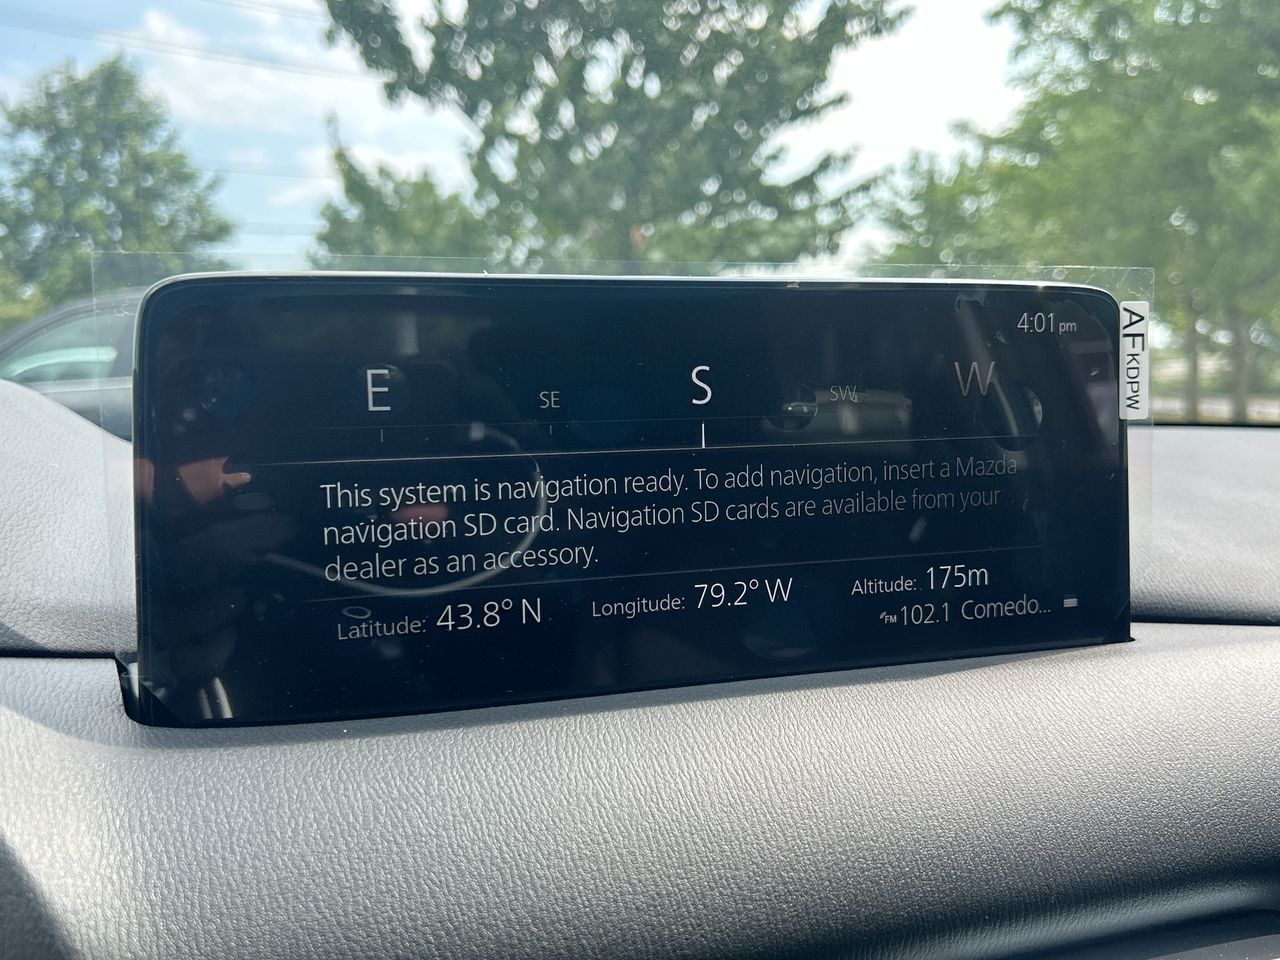 4:01 pm
E SE S SW W
This system is navigation ready. To add navigation, insert a Mazda
navigation SD card. Navigation SD cards are available from your
dealer as an accessory.
Latitude: 43.8° N Longitude: 79.2° W Altitude: 175m
FM 102.1 Comedo...
AFKDPW